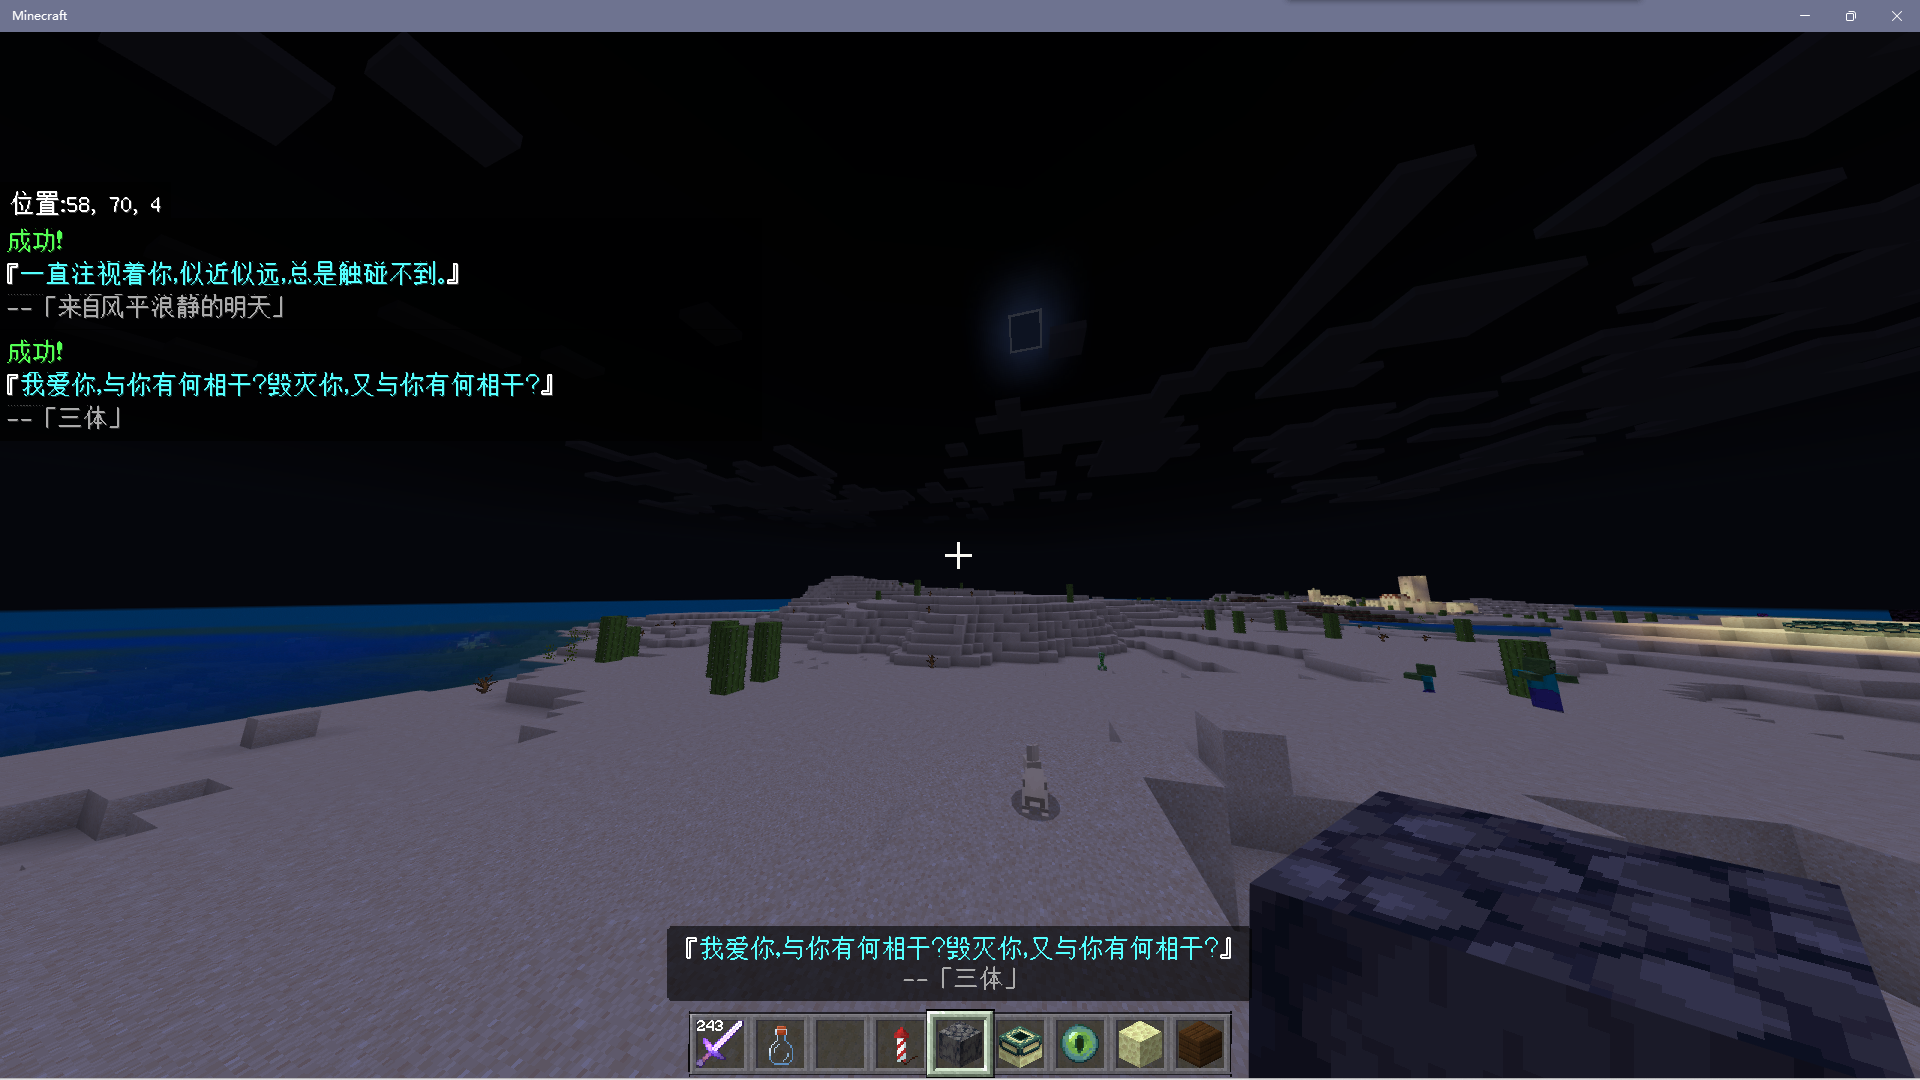 Minecraft
位置:58, 70, 4
成功!
『一直注视着你,似近似远,总是触碰不到。』
--「来自风平浪静的明天」
成功!
『我爱你,与你有何相干?毁灭你,又与你有何相干?』
--「三体」
『我爱你,与你有何相干?毁灭你,又与你有何相干?』
--「三体」
243